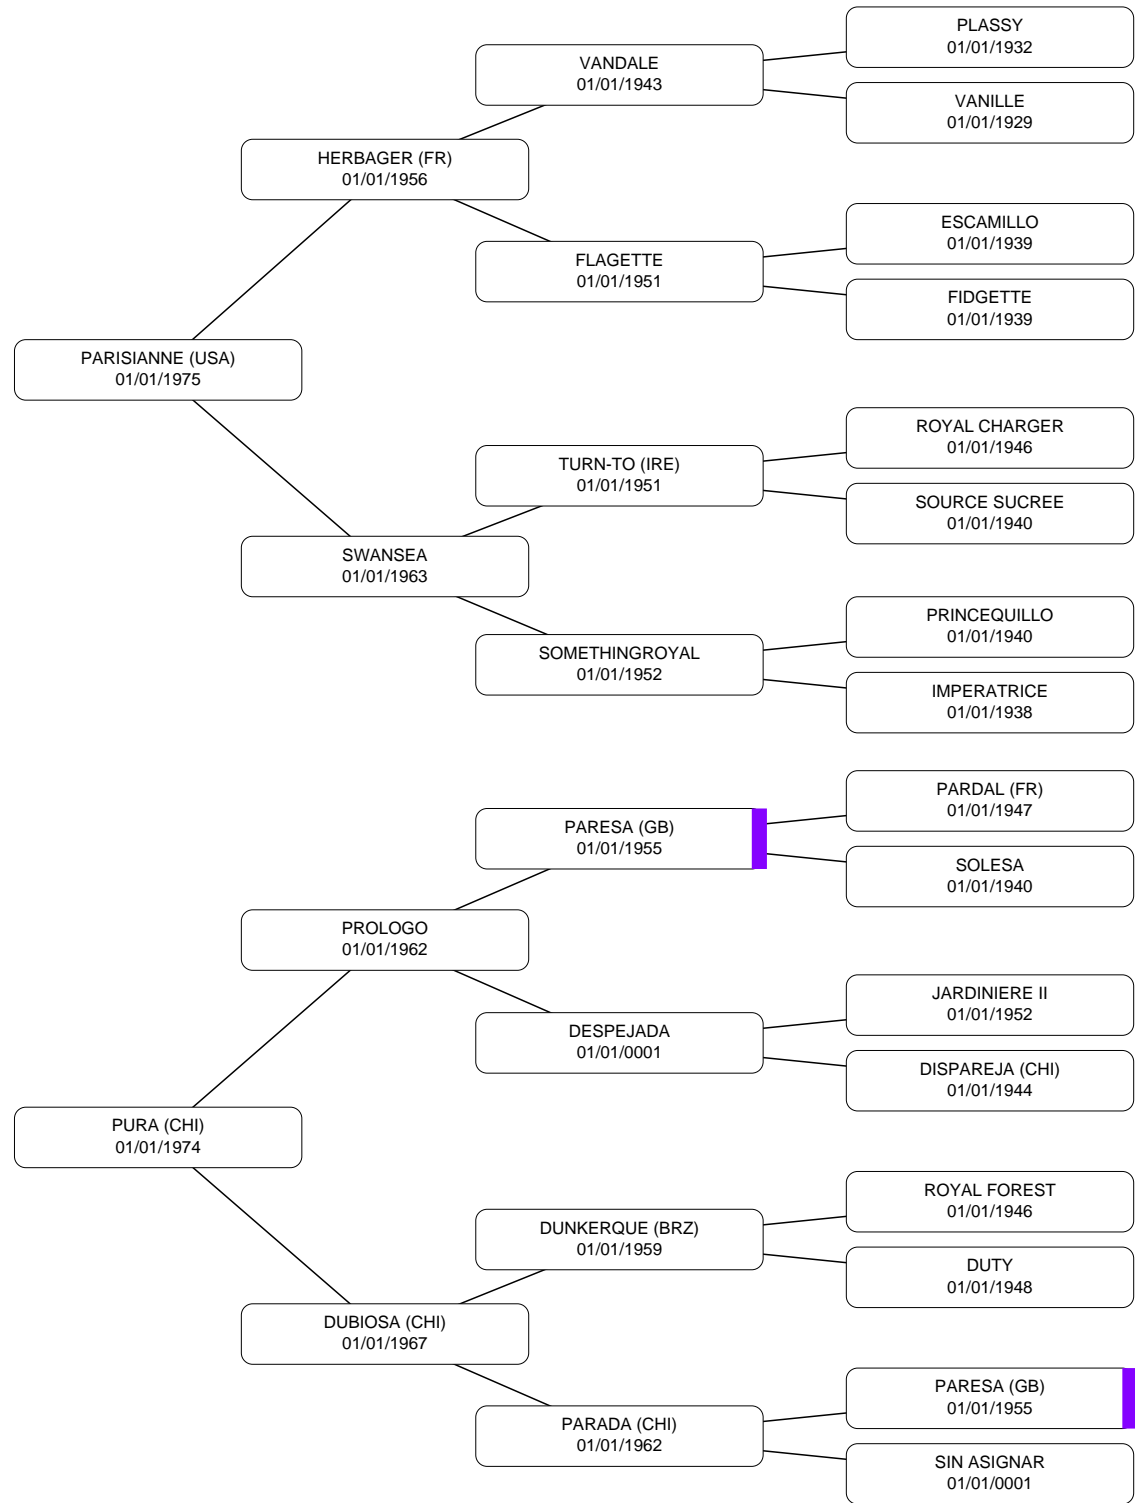 PLASSY
01/01/1932
VANDALE
01/01/1943
VANILLE
01/01/1929
HERBAGER (FR)
01/01/1956
ESCAMILLO
01/01/1939
FLAGETTE
01/01/1951
FIDGETTE
01/01/1939
PARISIANNE (USA)
01/01/1975
ROYAL CHARGER
01/01/1946
TURN-TO (IRE)
01/01/1951
SOURCE SUCREE
01/01/1940
SWANSEA
01/01/1963
PRINCEQUILLO
01/01/1940
SOMETHINGROYAL
01/01/1952
IMPERATRICE
01/01/1938
PARDAL (FR)
01/01/1947
PARESA (GB)
01/01/1955
SOLESA
01/01/1940
PROLOGO
01/01/1962
JARDINIERE II
01/01/1952
DESPEJADA
01/01/0001
DISPAREJA (CHI)
01/01/1944
PURA (CHI)
01/01/1974
ROYAL FOREST
01/01/1946
DUNKERQUE (BRZ)
01/01/1959
DUTY
01/01/1948
DUBIOSA (CHI)
01/01/1967
PARESA (GB)
01/01/1955
PARADA (CHI)
01/01/1962
SIN ASIGNAR
01/01/0001